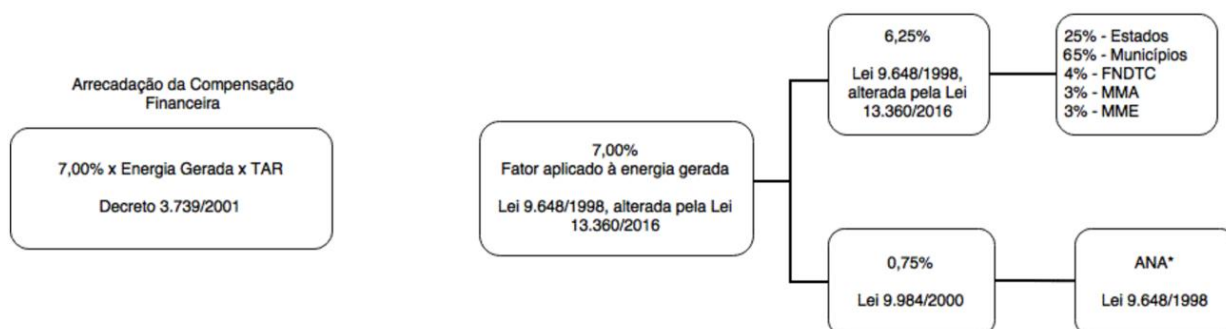 Arrecadação da Compensação
Financeira
7,00% x Energia Gerada x TAR
Decreto 3.739/2001
7,00%
Fator aplicado à energia gerada
Lei 9.648/1998, alterada pela Lei
13.360/2016
6,25%
Lei 9.648/1998,
alterada pela Lei
13.360/2016
25% - Estados
65% - Municípios
4% - FNDTC
3% - MMA
3% - MME
0,75%
Lei 9.984/2000
ANA*
Lei 9.648/1998